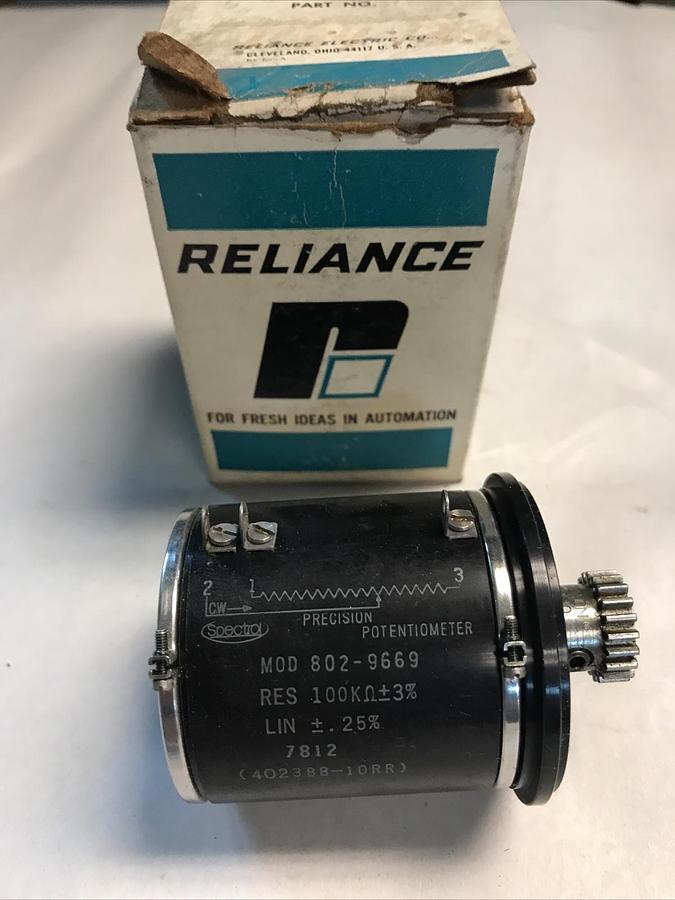 PART NO.
RELIANCE ELECTRIC CO.
CLEVELAND, OHIO 44117 U. S. A.
RELIANCE
FOR FRESH IDEAS IN AUTOMATION
2 1 3
CW
Spectrol
PRECISION
POTENTIOMETER
MOD 802-9669
RES 100KΩ±3%
LIN ±.25%
7812
(402388-10RR)